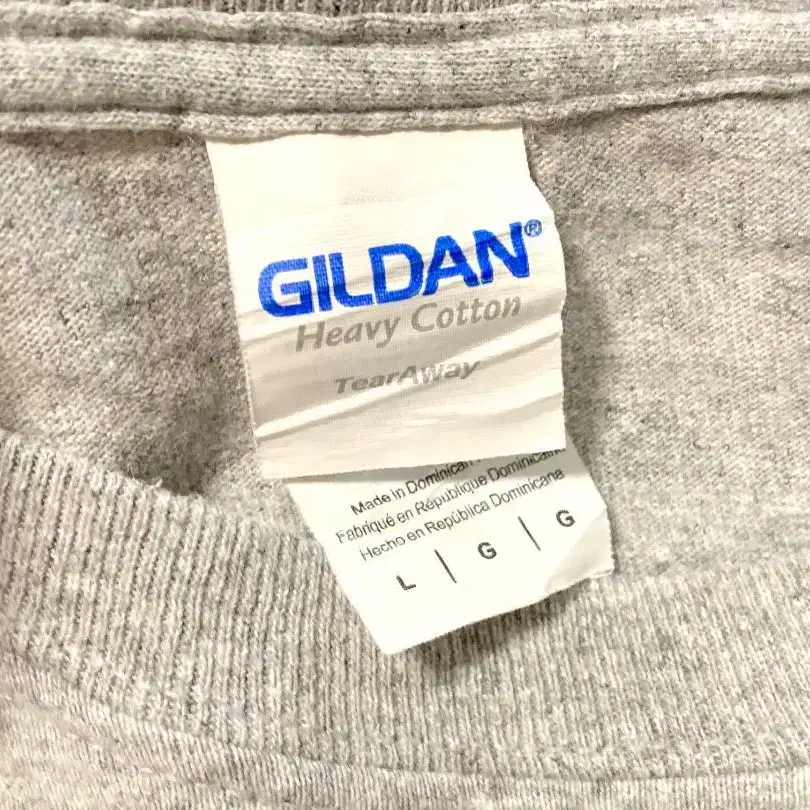 GILDAN®
Heavy Cotton
TearAway
Made in Dominican
Fabriqué en République Dominicaine
Hecho en República Dominicana
L | G | G